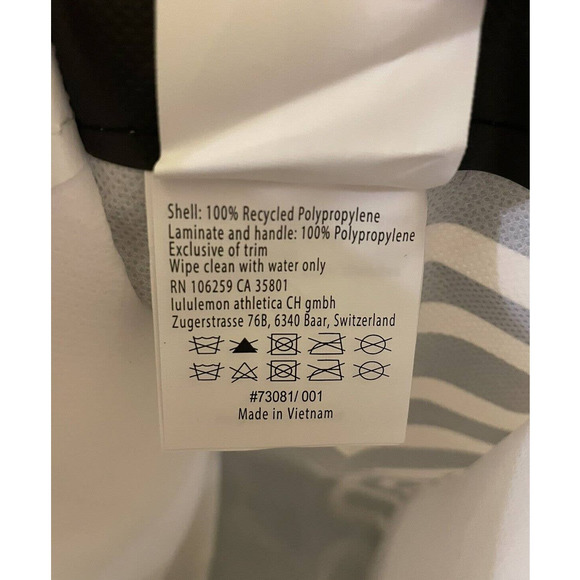 Shell: 100% Recycled Polypropylene
Laminate and handle: 100% Polypropylene
Exclusive of trim
Wipe clean with water only
RN 106259 CA 35801
lululemon athletica CH gmbh
Zugerstrasse 76B, 6340 Baar, Switzerland
#73081/ 001
Made in Vietnam